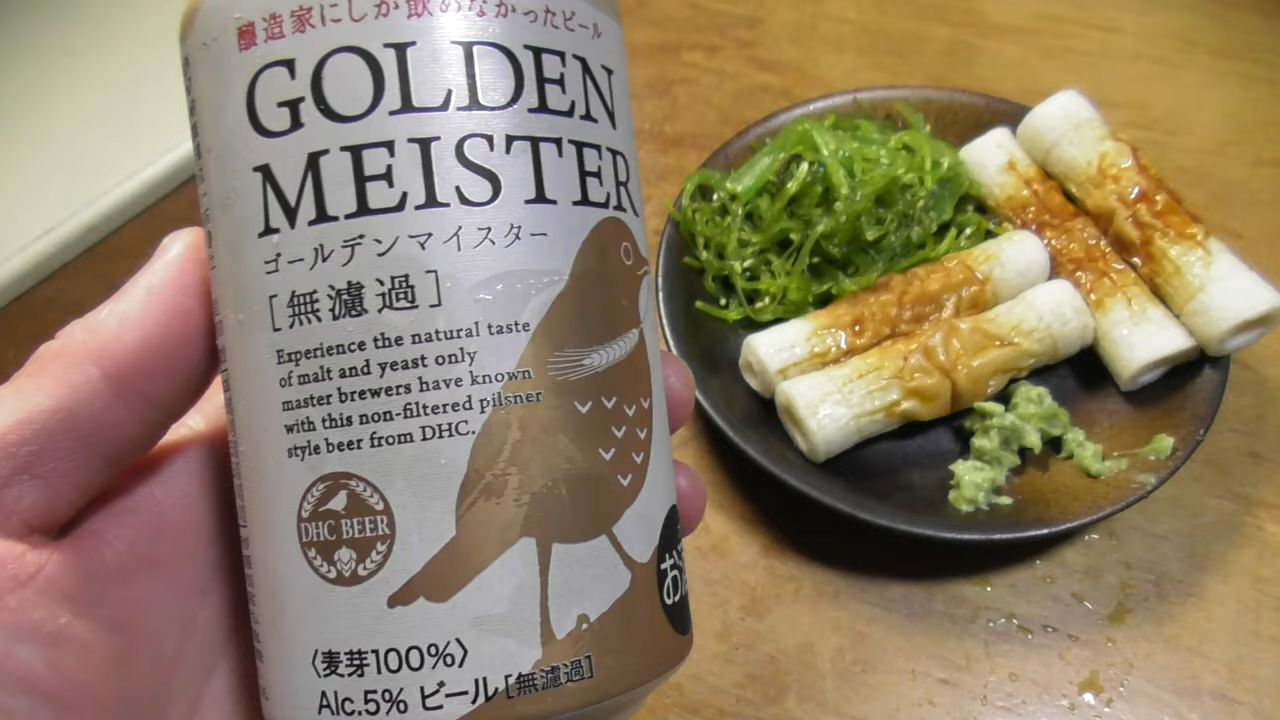 醸造家にしか飲めなかったビール
GOLDEN
MEISTER
ゴールデンマイスター
[無濾過]
Experience the natural taste
of malt and yeast only
master brewers have known
with this non-filtered pilsner
style beer from DHC.
DHC BEER
お酒
〈麦芽100%〉
Alc.5% ビール[無濾過]